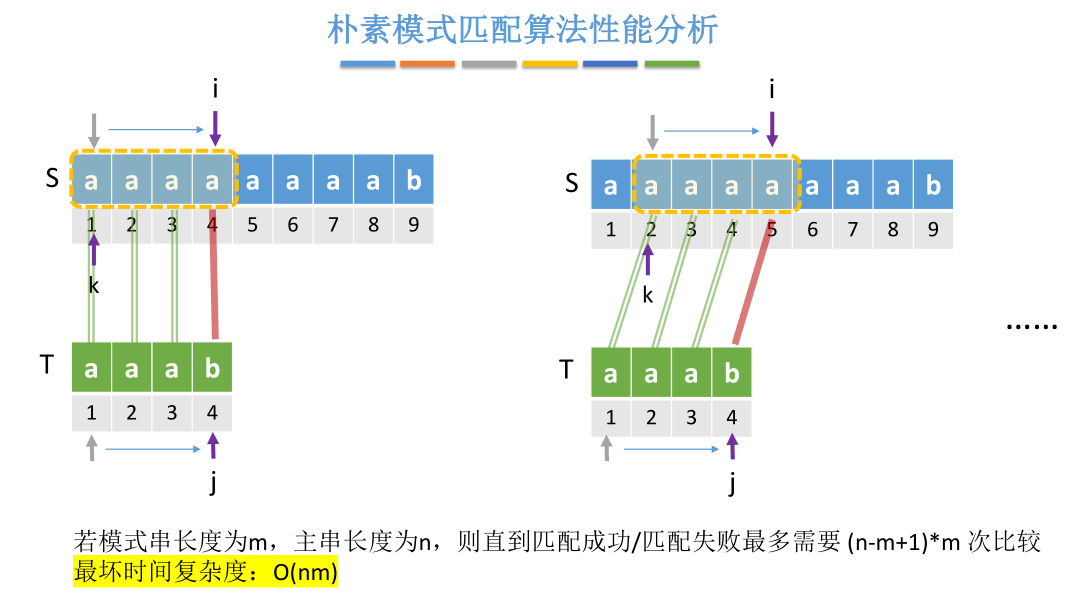 朴素模式匹配算法性能分析
i
S a a a a a a a a b
1 2 3 4 5 6 7 8 9
k
T a a a b
1 2 3 4
j
i
S a a a a a a a a b
1 2 3 4 5 6 7 8 9
k
T a a a b
1 2 3 4
j
……
若模式串长度为m，主串长度为n，则直到匹配成功/匹配失败最多需要 (n-m+1)*m 次比较
最坏时间复杂度：O(nm)